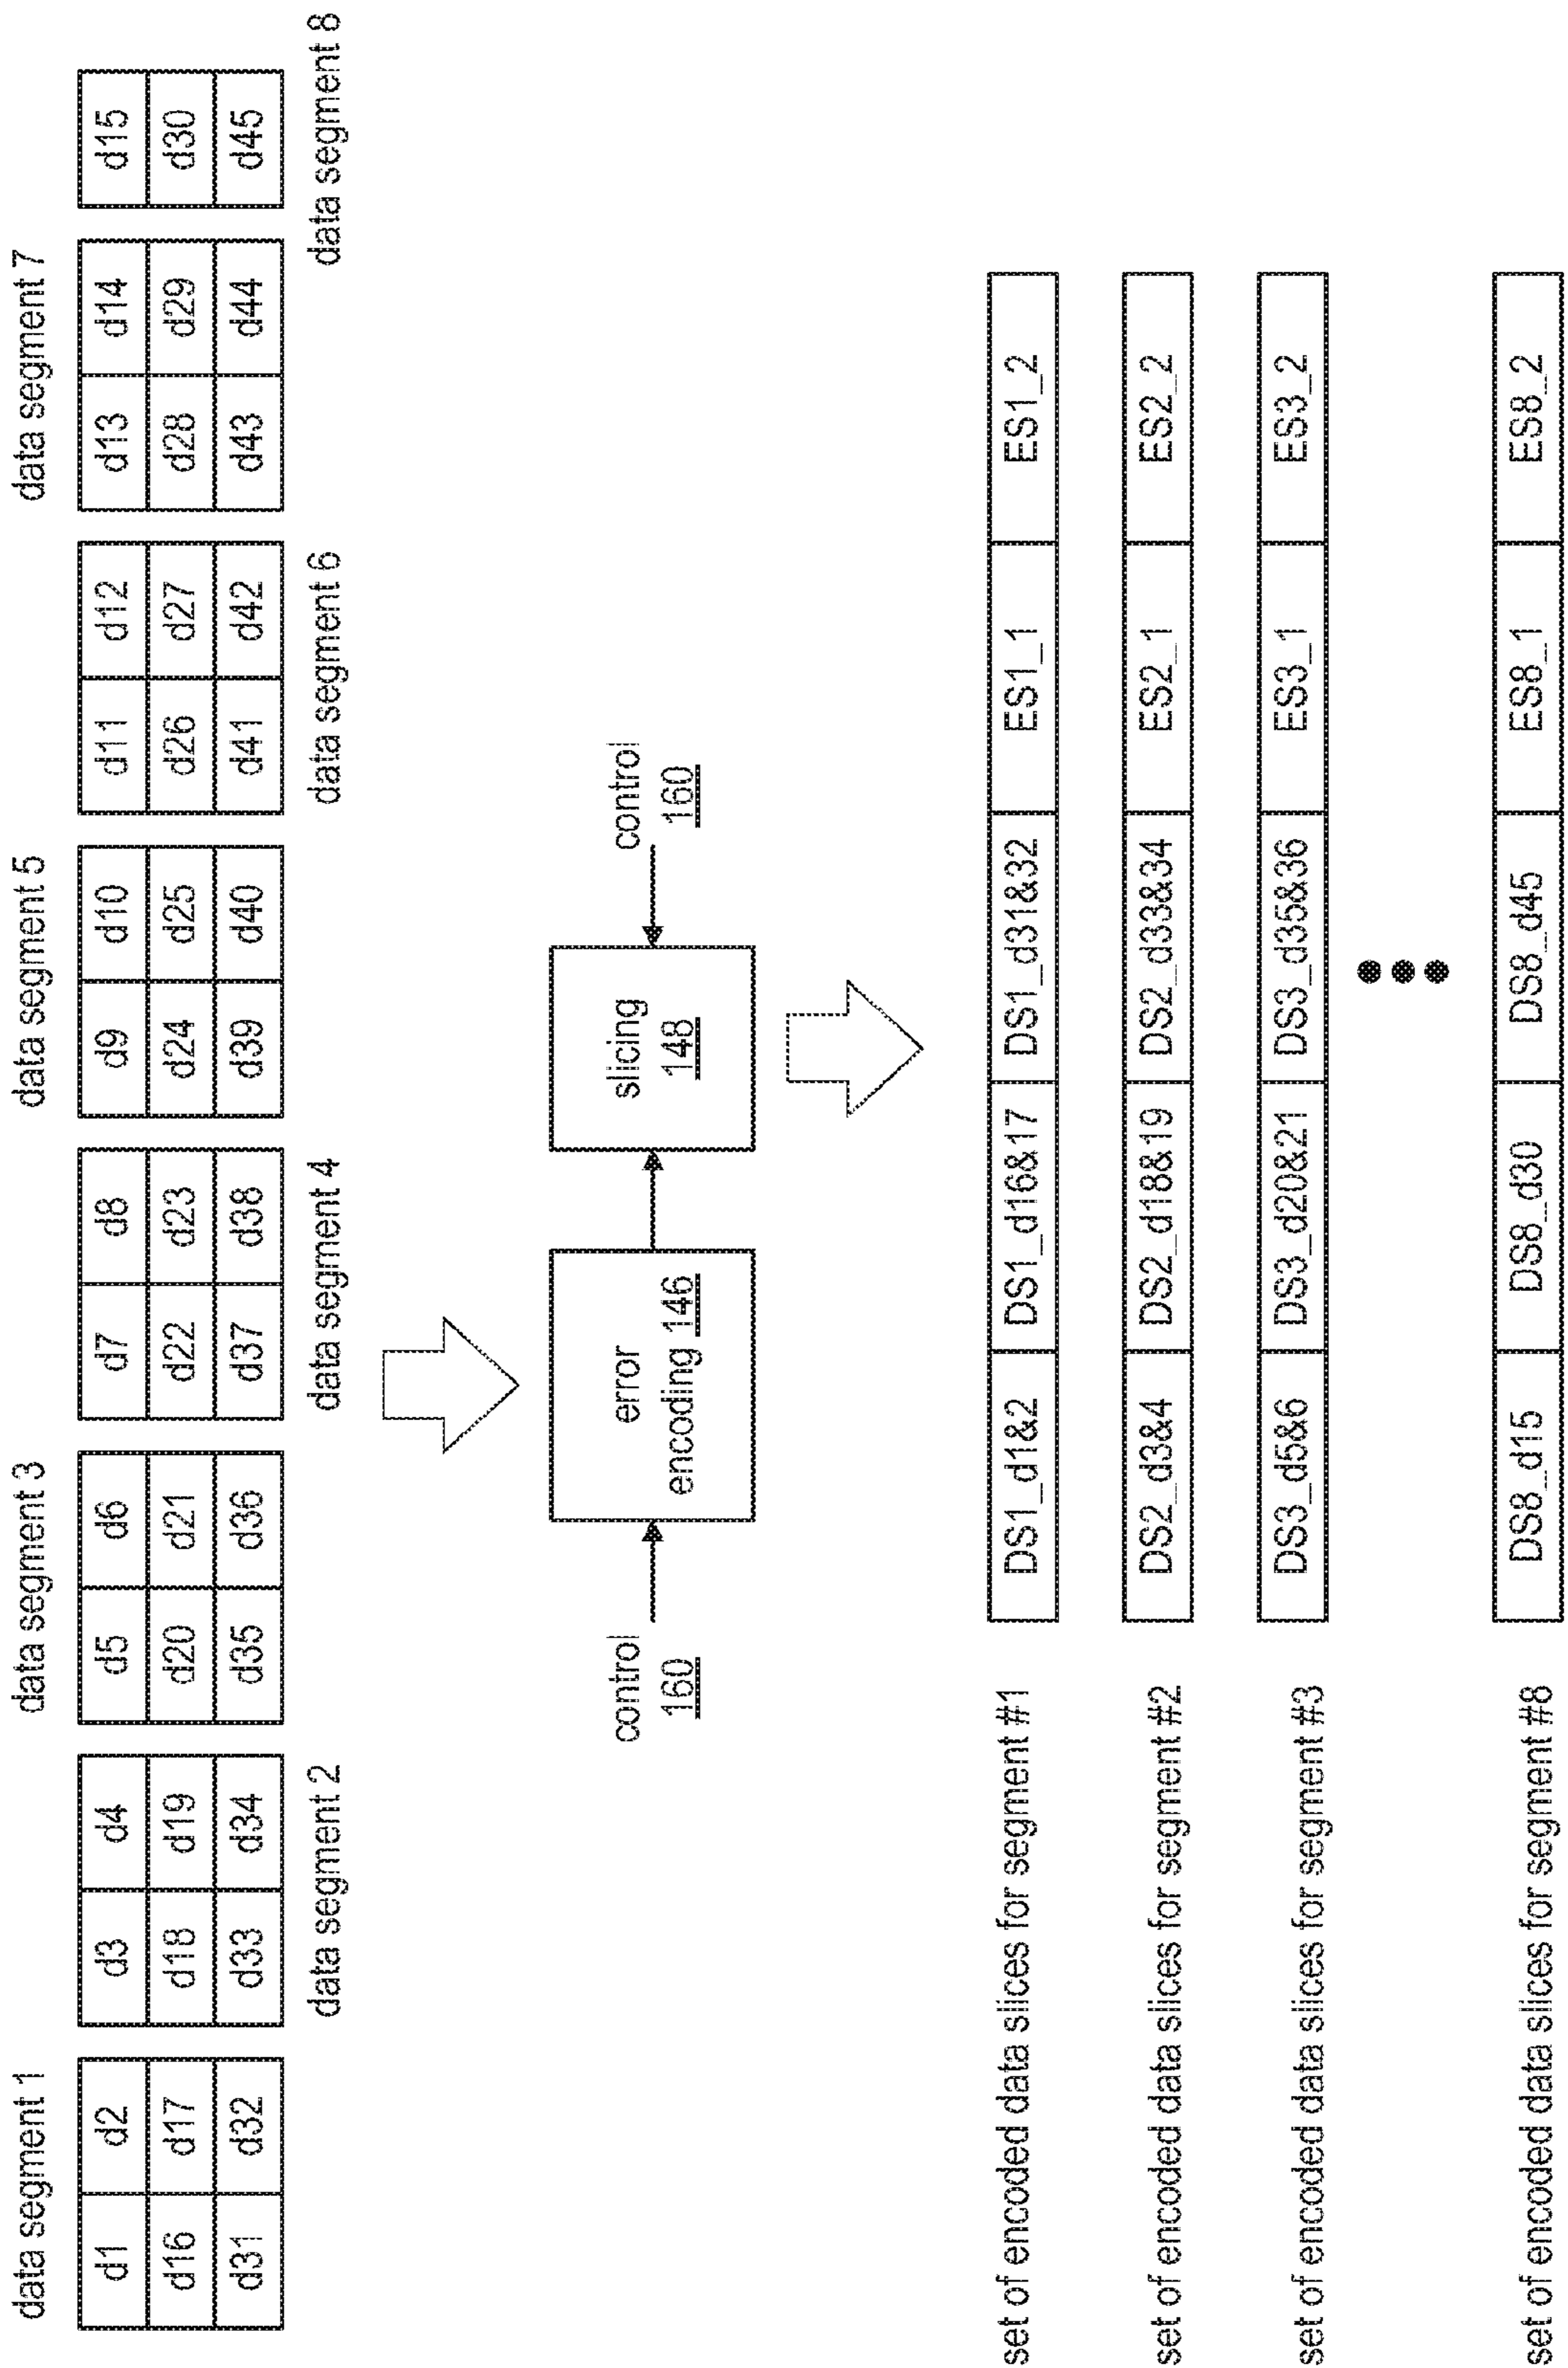 data segment 1
data segment 3
data segment 5
data segment 7
d1 d2 d3 d4 d5 d6 d7 d8 d9 d10 d11 d12 d13 d14 d15
d16 d17 d18 d19 d20 d21 d22 d23 d24 d25 d26 d27 d28 d29 d30
d31 d32 d33 d34 d35 d36 d37 d38 d39 d40 d41 d42 d43 d44 d45
data segment 2
data segment 4
data segment 6
data segment 8
control
160
error
encoding 146
slicing
148
control
160
set of encoded data slices for segment #1 DS1_d1&2 DS1_d16&17 DS1_d31&32 ES1_1 ES1_2
set of encoded data slices for segment #2 DS2_d3&4 DS2_d18&19 DS2_d33&34 ES2_1 ES2_2
set of encoded data slices for segment #3 DS3_d5&6 DS3_d20&21 DS3_d35&36 ES3_1 ES3_2
set of encoded data slices for segment #8 DS8_d15 DS8_d30 DS8_d45 ES8_1 ES8_2